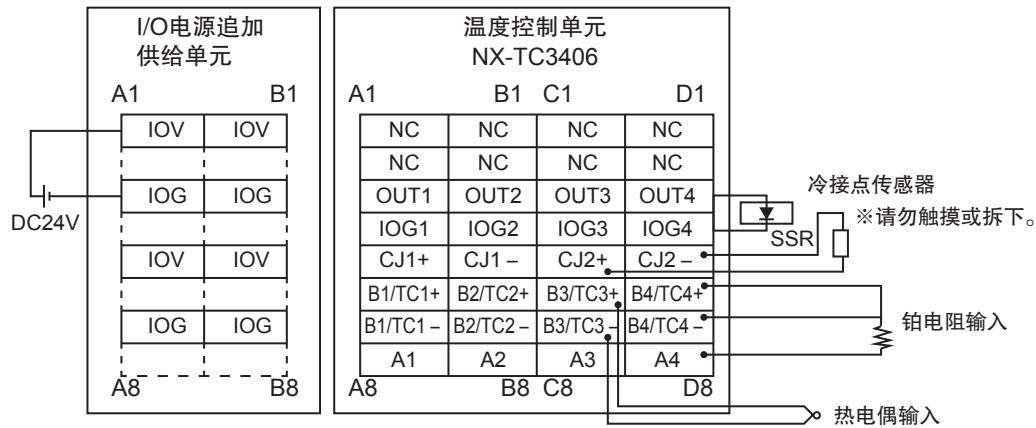 I/O电源追加
供给单元
A1 B1
IOV IOV
IOG IOG
IOV IOV
IOG IOG
A8 B8
DC24V
温度控制单元
NX-TC3406
A1 B1 C1 D1
NC NC NC NC
NC NC NC NC
OUT1 OUT2 OUT3 OUT4
IOG1 IOG2 IOG3 IOG4
CJ1+ CJ1 – CJ2+ CJ2 –
B1/TC1+ B2/TC2+ B3/TC3+ B4/TC4+
B1/TC1 – B2/TC2 – B3/TC3 – B4/TC4 –
A1 A2 A3 A4
A8 B8 C8 D8
冷接点传感器
※请勿触摸或拆下。
SSR
铂电阻输入
热电偶输入